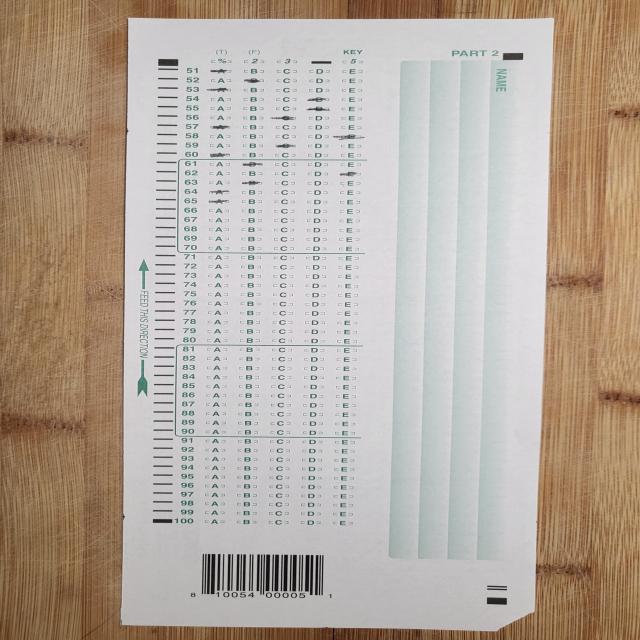 PART 2
NAME
(T) (F) KEY
% 2 3 5
51 A B C D E
52 A B C D E
53 A B C D E
54 A B C D E
55 A B C D E
56 A B C D E
57 A B C D E
58 A B C D E
59 A B C D E
60 A B C D E
61 A B C D E
62 A B C D E
63 A B C D E
64 A B C D E
65 A B C D E
66 A B C D E
67 A B C D E
68 A B C D E
69 A B C D E
70 A B C D E
71 A B C D E
72 A B C D E
73 A B C D E
74 A B C D E
75 A B C D E
76 A B C D E
77 A B C D E
78 A B C D E
79 A B C D E
80 A B C D E
81 A B C D E
82 A B C D E
83 A B C D E
84 A B C D E
85 A B C D E
86 A B C D E
87 A B C D E
88 A B C D E
89 A B C D E
90 A B C D E
91 A B C D E
92 A B C D E
93 A B C D E
94 A B C D E
95 A B C D E
96 A B C D E
97 A B C D E
98 A B C D E
99 A B C D E
100 A B C D E
FEED THIS DIRECTION
8 10054 00005 1